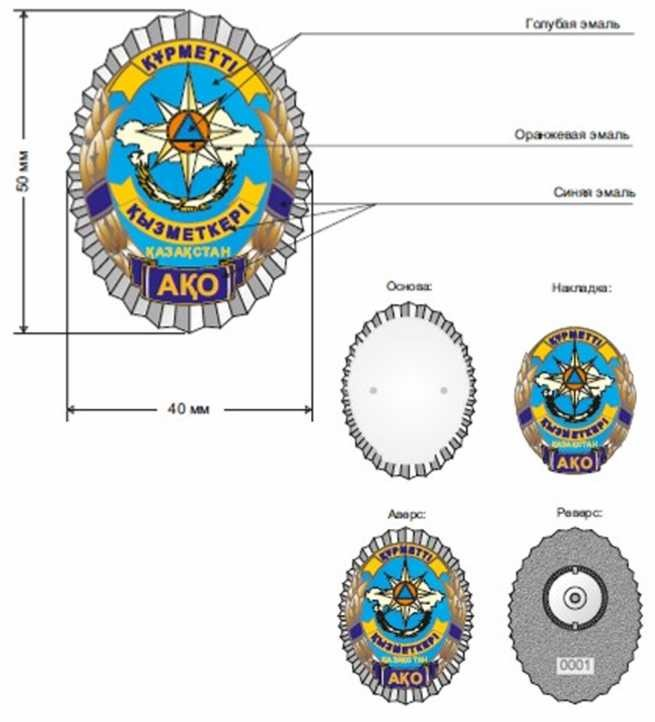 Голубая эмаль
ҚҰРМЕТТІ
Оранжевая эмаль
50 мм
Синяя эмаль
ҚЫЗМЕТКЕРІ
ҚАЗАҚСТАН
АҚО
Основа:
Накладка:
40 мм
ҚҰРМЕТТІ
ҚЫЗМЕТКЕРІ
ҚАЗАҚСТАН
АҚО
Аверс:
Реверс:
ҚҰРМЕТТІ
ҚЫЗМЕТКЕРІ
ҚАЗАҚСТАН
АҚО
0001